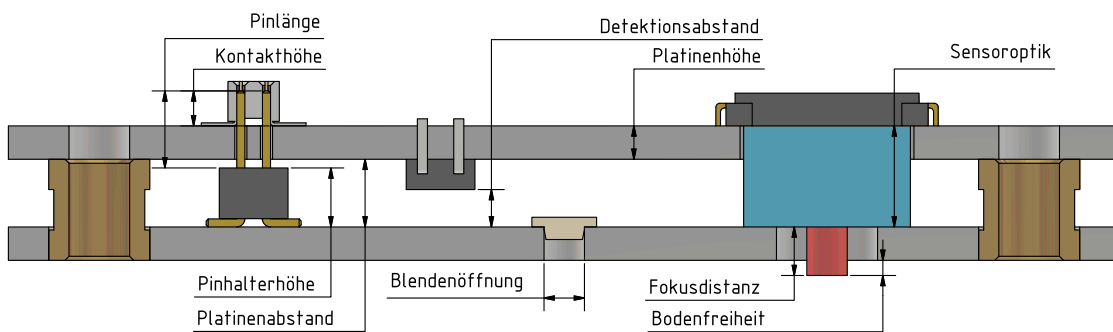 Pinlänge
Kontakthöhe
Detektionsabstand
Platinenhöhe
Sensoroptik
Pinhalterhöhe
Platinenabstand
Blendenöffnung
Fokusdistanz
Bodenfreiheit